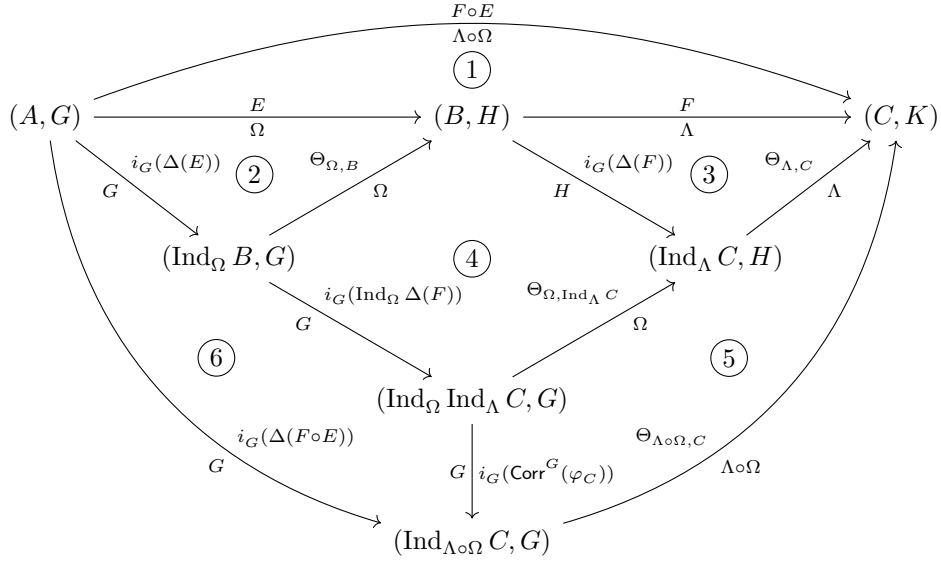 F∘E
Λ∘Ω
①
(A, G) E Ω (B, H) F Λ (C, K)
i_G(Δ(E)) Θ_{Ω,B} i_G(Δ(F)) Θ_{Λ,C}
G ② Ω H ③ Λ
(Ind_Ω B, G) ④ (Ind_Λ C, H)
i_G(Ind_Ω Δ(F)) Θ_{Ω,Ind_Λ C}
G Ω
⑥ ⑤
(Ind_Ω Ind_Λ C, G)
i_G(Δ(F∘E)) Θ_{Λ∘Ω,C}
G G i_G(Corr^G(φ_C)) Λ∘Ω
(Ind_{Λ∘Ω} C, G)